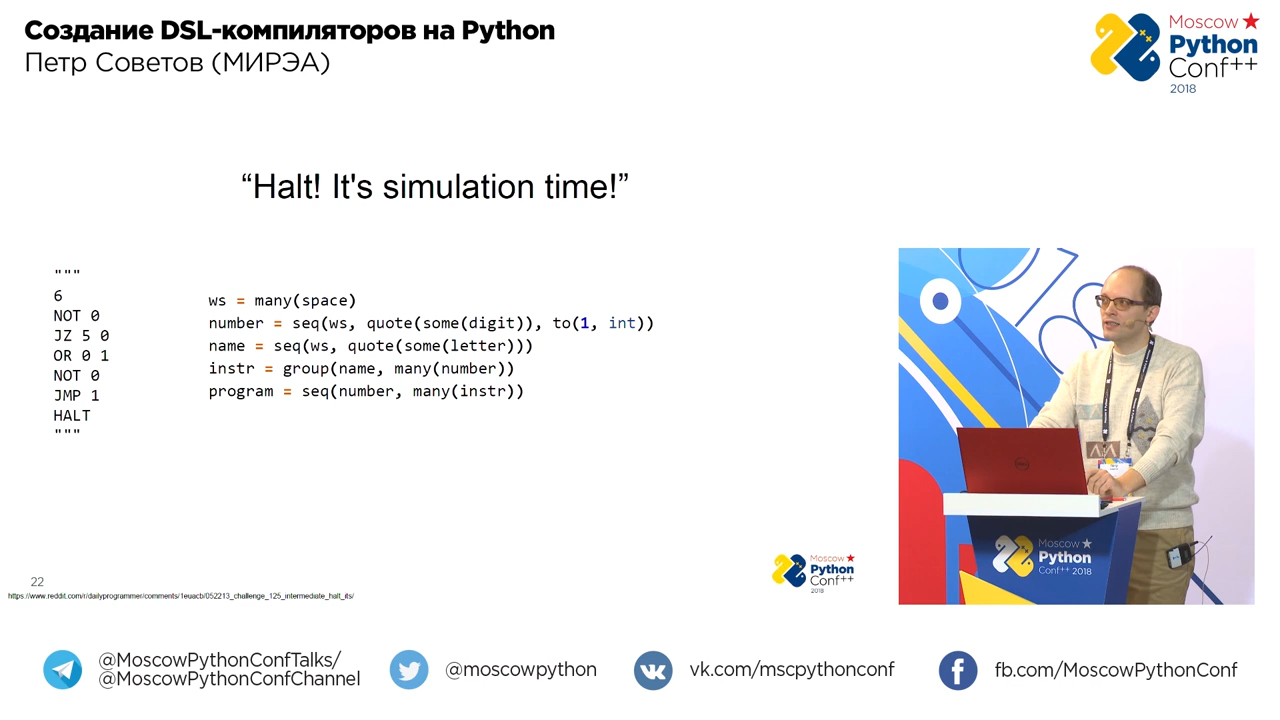 Создание DSL-компиляторов на Python
Петр Советов (МИРЭА)
Moscow
Python
Conf++
2018
“Halt! It's simulation time!”
"""
6
NOT 0
JZ 5 0
OR 0 1
NOT 0
JMP 1
HALT
"""
ws = many(space)
number = seq(ws, quote(some(digit)), to(1, int))
name = seq(ws, quote(some(letter)))
instr = group(name, many(number))
program = seq(number, many(instr))
Moscow
Python
Conf++
2018
Moscow
Python
Conf++ 2018
22
https://www.reddit.com/r/dailyprogrammer/comments/1euacb/052213_challenge_125_intermediate_halt_its/
@MoscowPythonConfTalks/
@MoscowPythonConfChannel
@moscowpython
vk.com/mscpythonconf
fb.com/MoscowPythonConf